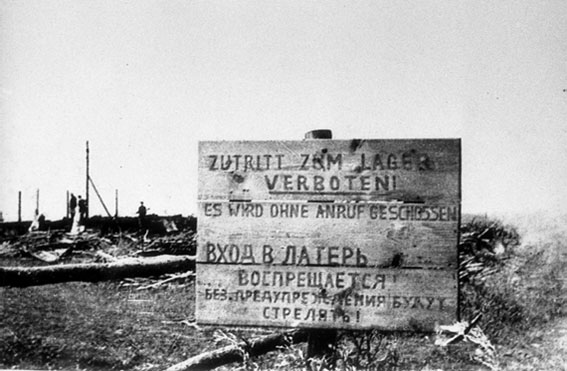 ZUTRITT ZUM LAGER
VERBOTEN!
ES WIRD OHNE ANRUF GESCHOSSEN
ВХОД В ЛАГЕРЬ
ВОСПРЕЩАЕТСЯ!
БЕЗ ПРЕДУПРЕЖДЕНИЯ БУДУТ
СТРЕЛЯТЬ!